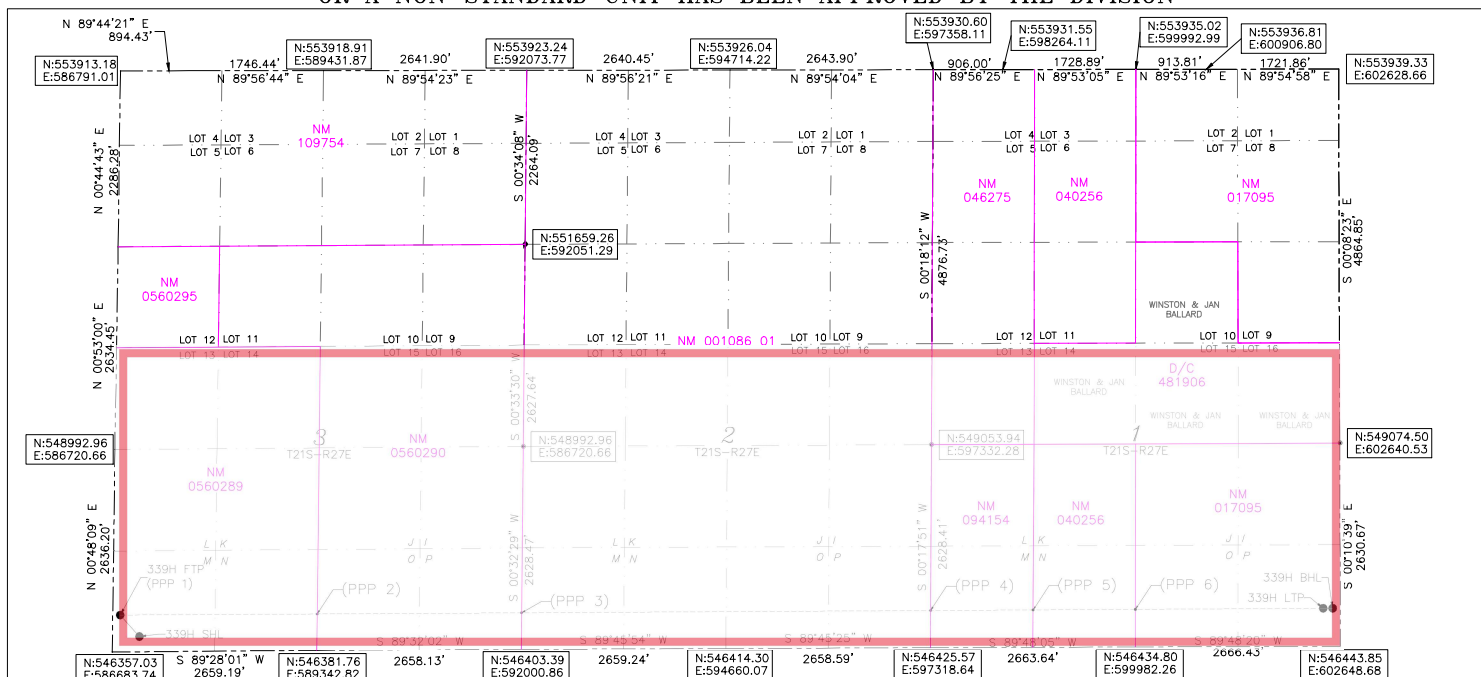 OR A NON-STANDARD UNIT HAS BEEN APPROVED BY THE DIVISION
N 89°44'21" E
894.43'
N:553913.18
E:586791.01
1746.44'
N 89°56'44" E
N:553918.91
E:589431.87
2641.90'
N 89°54'23" E
N:553923.24
E:592073.77
2640.45'
N 89°56'21" E
N:553926.04
E:594714.22
2643.90'
N 89°54'04" E
N:553930.60
E:597358.11
906.00'
N 89°56'25" E
N:553931.55
E:598264.11
1728.89'
N 89°53'05" E
N:553935.02
E:599992.99
913.81'
N 89°53'16" E
N:553936.81
E:600906.80
1721.86'
N 89°54'58" E
N:553939.33
E:602628.66
N 00°44'43" E
2286.28'
LOT 4 LOT 3
LOT 5 LOT 6
NM
109754
LOT 2 LOT 1
LOT 7 LOT 8
S 00°34'08" W
2264.09'
LOT 4 LOT 3
LOT 5 LOT 6
LOT 2 LOT 1
LOT 7 LOT 8
LOT 4 LOT 3
LOT 5 LOT 6
LOT 2 LOT 1
LOT 7 LOT 8
NM
046275
NM
040256
NM
017095
S 00°18'12" W
4876.73'
S 00°08'23" E
4864.85'
N:551659.26
E:592051.29
NM
0560295
N 00°53'00" E
2634.45'
WINSTON & JAN
BALLARD
LOT 12 LOT 11
LOT 13 LOT 14
LOT 10 LOT 9
LOT 15 LOT 16
LOT 12 LOT 11
LOT 13 LOT 14
NM 001086 01
LOT 10 LOT 9
LOT 15 LOT 16
LOT 12 LOT 11
LOT 13 LOT 14
LOT 10 LOT 9
LOT 15 LOT 16
D/C
481906
WINSTON & JAN
BALLARD
WINSTON & JAN
BALLARD
WINSTON & JAN
BALLARD
S 00°33'30" W
2627.64'
N:548992.96
E:586720.66
3
T21S-R27E
NM
0560290
N:548992.96
E:586720.66
2
T21S-R27E
N:549053.94
E:597332.28
1
T21S-R27E
N:549074.50
E:602640.53
NM
0560289
NM
094154
NM
040256
NM
017095
N 00°48'09" E
2636.20'
S 00°32'29" W
2628.47'
S 00°17'51" W
2628.41'
S 00°10'39" E
2630.67'
L K
M N
J I
O P
L K
M N
J I
O P
L K
M N
J I
O P
339H FTP
(PPP 1)
(PPP 2)
(PPP 3)
(PPP 4)
(PPP 5)
(PPP 6)
339H BHL
339H LTP
339H SHL
N:546357.03
E:586683.74
S 89°28'01" W
2659.19'
N:546381.76
E:589342.82
S 89°32'02" W
2658.13'
N:546403.39
E:592000.86
S 89°45'54" W
2659.24'
N:546414.30
E:594660.07
S 89°45'25" W
2658.59'
N:546425.57
E:597318.64
S 89°48'05" W
2663.64'
N:546434.80
E:599982.26
S 89°48'20" W
2666.43'
N:546443.85
E:602648.68